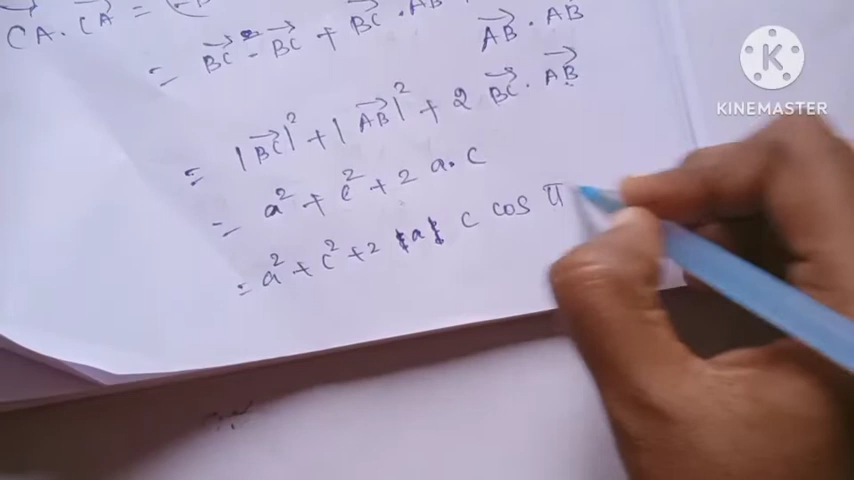 CA. CA =
= BC - BC + BC . AB AB . AB
= |BC|² + |AB|² + 2 BC . AB
= a² + c² + 2 a. c
= a² + c² + 2 a c cos π
KINEMASTER